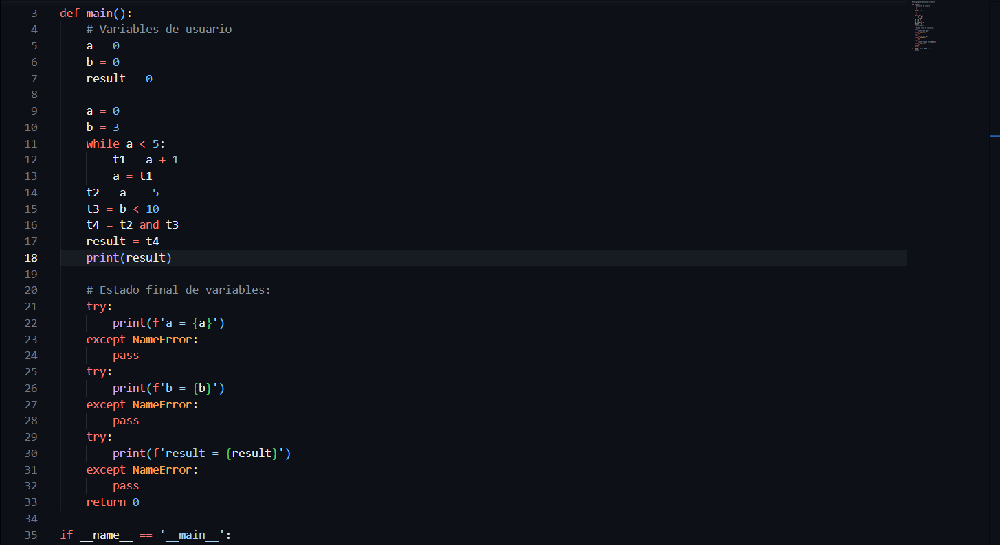 3 def main():
4     # Variables de usuario
5     a = 0
6     b = 0
7     result = 0
8
9     a = 0
10     b = 3
11     while a < 5:
12         t1 = a + 1
13         a = t1
14     t2 = a == 5
15     t3 = b < 10
16     t4 = t2 and t3
17     result = t4
18     print(result)
19
20     # Estado final de variables:
21     try:
22         print(f'a = {a}')
23     except NameError:
24         pass
25     try:
26         print(f'b = {b}')
27     except NameError:
28         pass
29     try:
30         print(f'result = {result}')
31     except NameError:
32         pass
33     return 0
34
35 if __name__ == '__main__':